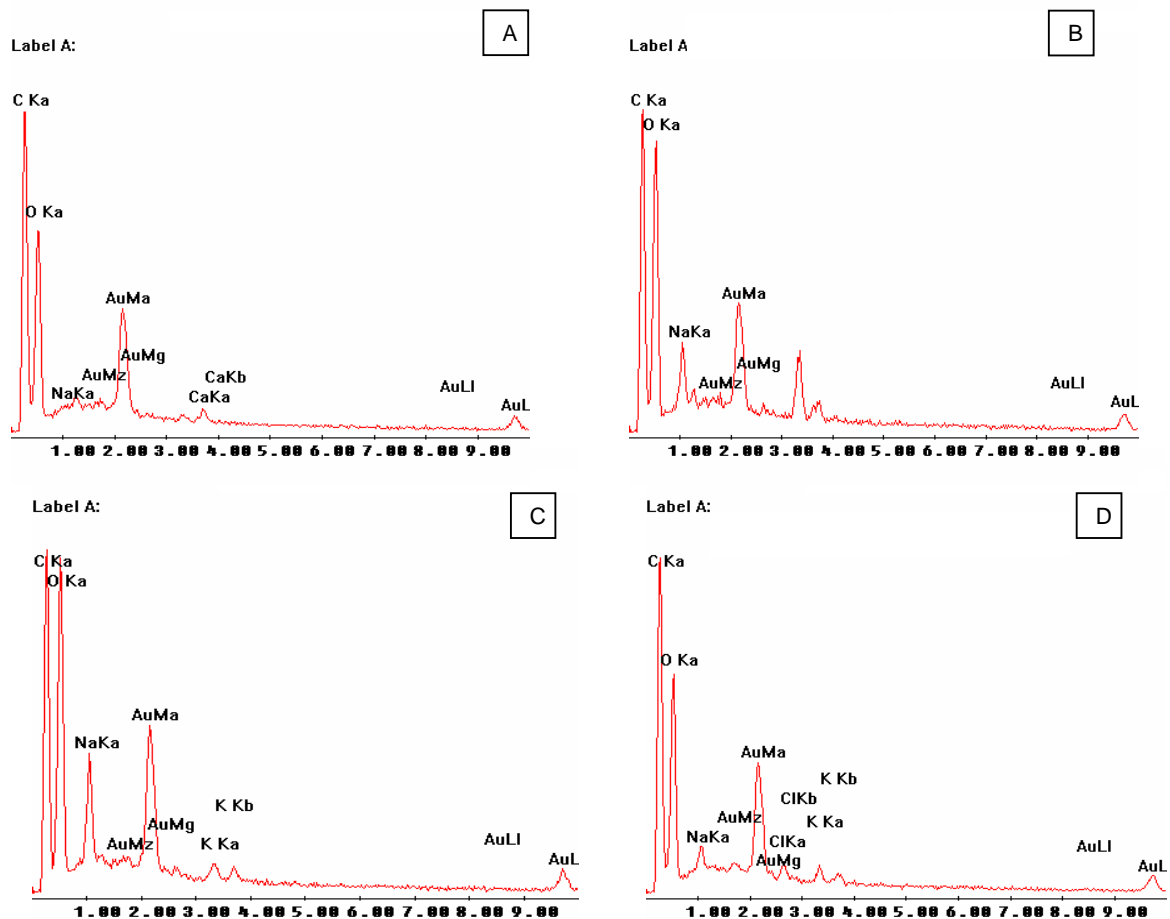 A
Label A:
C Ka
O Ka
AuMa
AuMg
AuMz
NaKa
CaKb
CaKa
AuLl
AuL
1.00 2.00 3.00 4.00 5.00 6.00 7.00 8.00 9.00
B
Label A
C Ka
O Ka
AuMa
NaKa
AuMg
AuMz
AuLl
AuL
1.00 2.00 3.00 4.00 5.00 6.00 7.00 8.00 9.00
C
Label A:
C Ka
O Ka
AuMa
NaKa
K Kb
AuMg
AuMz
K Ka
AuLl
AuL
1.00 2.00 3.00 4.00 5.00 6.00 7.00 8.00 9.00
D
Label A:
C Ka
O Ka
AuMa
K Kb
ClKb
AuMz
K Ka
NaKa
ClKa
AuMg
AuLl
AuL
1.00 2.00 3.00 4.00 5.00 6.00 7.00 8.00 9.00